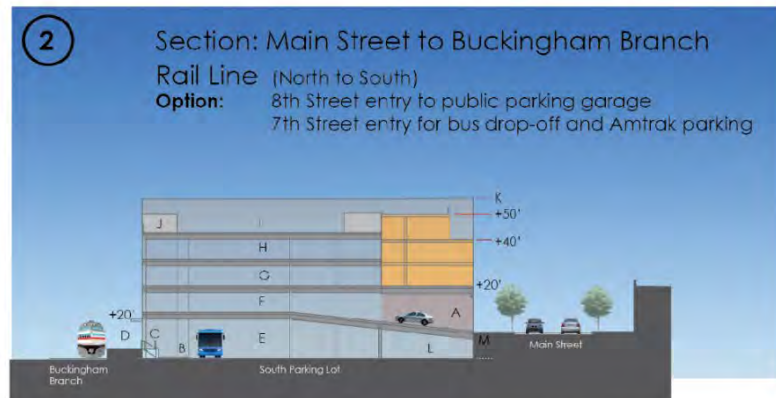 2
Section: Main Street to Buckingham Branch
Rail Line (North to South)
Option: 8th Street entry to public parking garage
7th Street entry for bus drop-off and Amtrak parking
K
J
I
+50'
+40'
H
G
+20'
F
A
+20'
D
C
B
E
L
M
Main Street
Buckingham
Branch
South Parking Lot